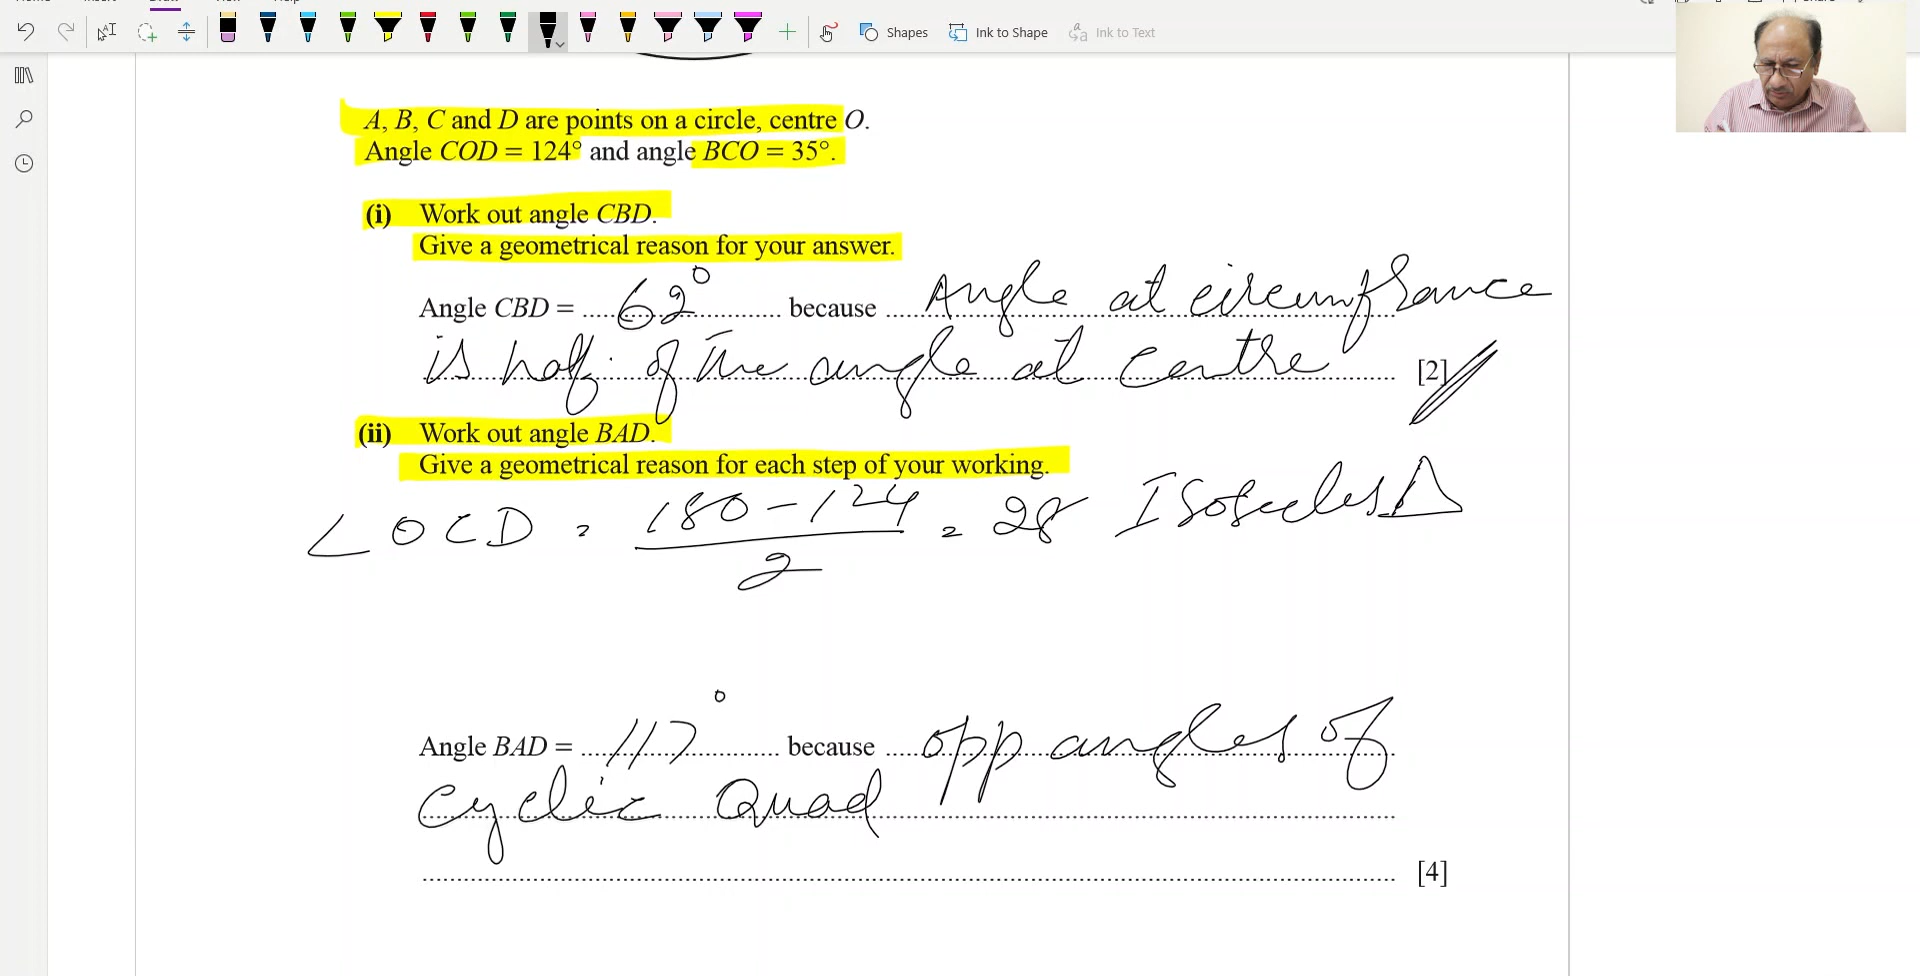 Shapes Ink to Shape Ink to Text
A, B, C and D are points on a circle, centre O.
Angle COD = 124° and angle BCO = 35°.
(i) Work out angle CBD.
Give a geometrical reason for your answer.
Angle CBD = 62° because Angle at circumfrance
is half of the angle at centre [2]
(ii) Work out angle BAD.
Give a geometrical reason for each step of your working.
∠OCD = 180-124 / 2 = 28 Isosceles Δ
Angle BAD = 117° because opp angles of
cyclic Quad
[4]